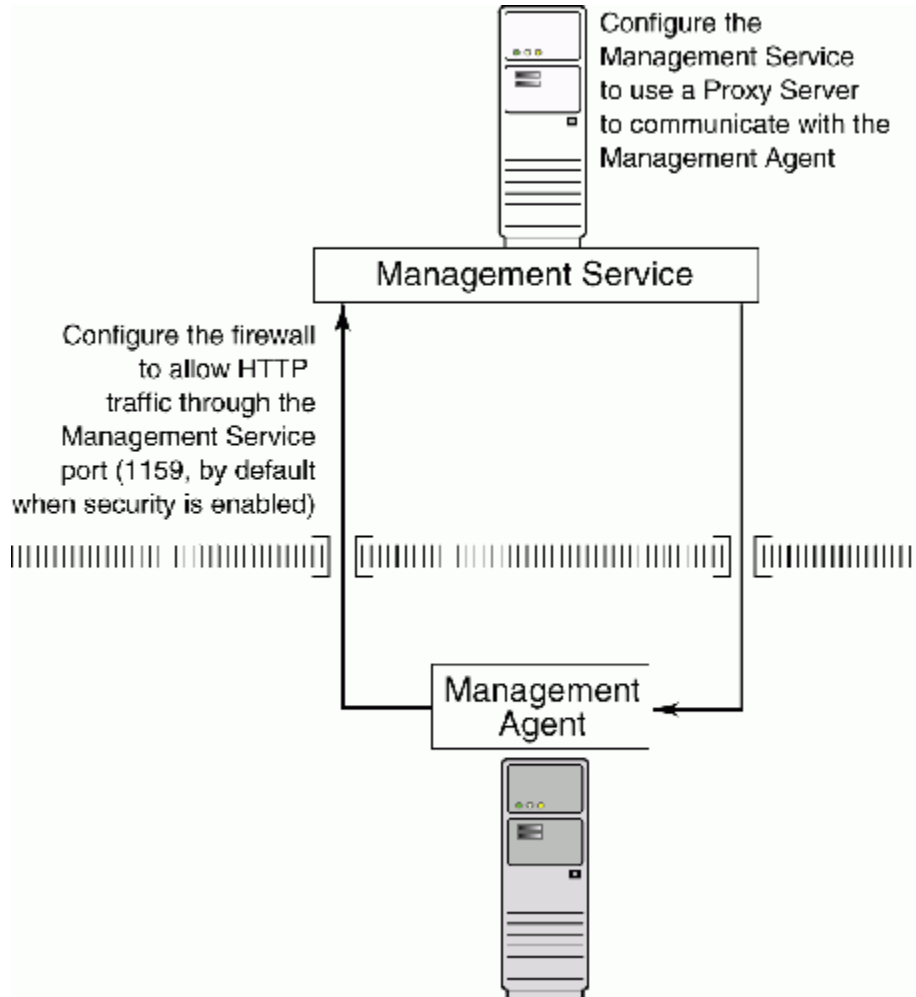 Configure the
Management Service
to use a Proxy Server
to communicate with the
Management Agent
Management Service
Configure the firewall
to allow HTTP
traffic through the
Management Service
port (1159, by default
when security is enabled)
Management
Agent